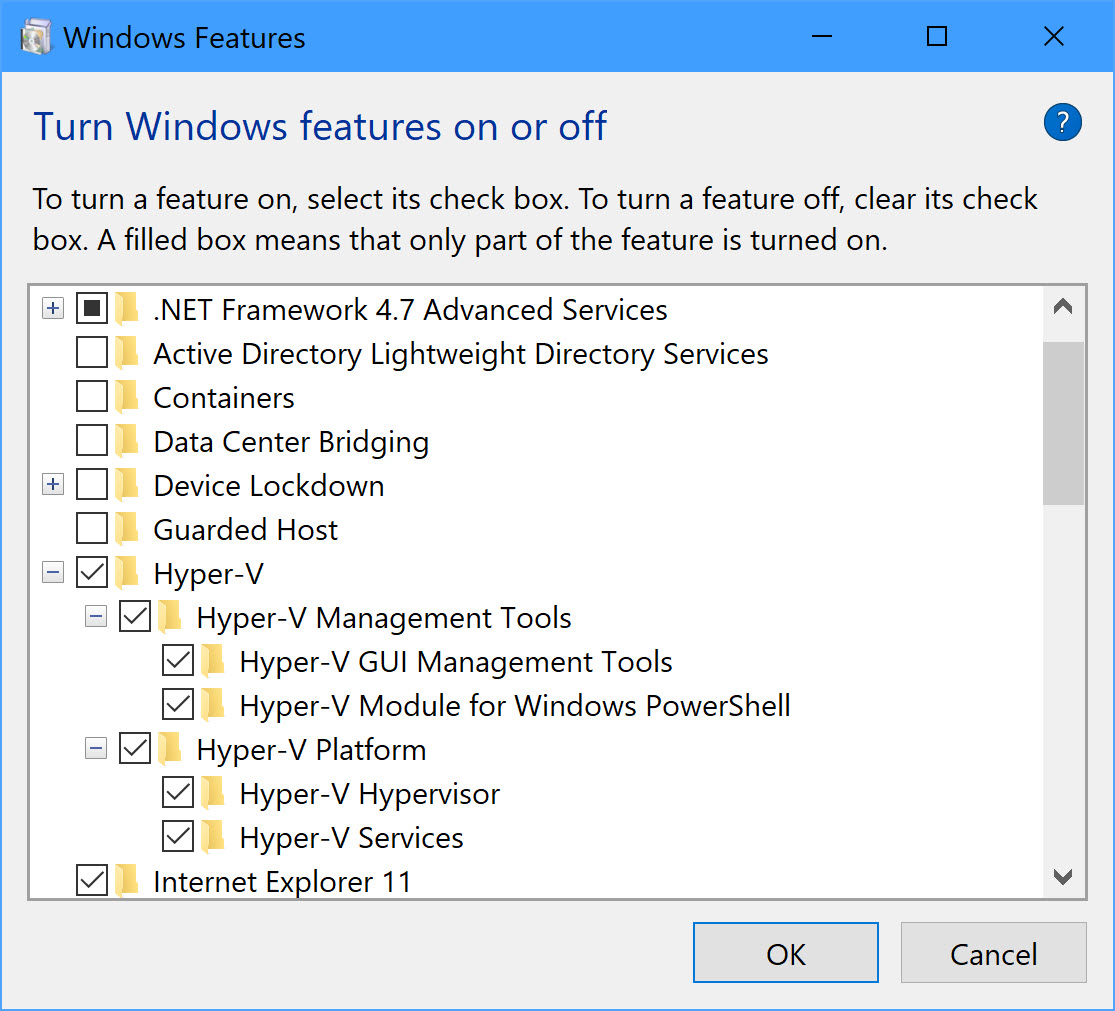 Windows Features
Turn Windows features on or off
?
To turn a feature on, select its check box. To turn a feature off, clear its check
box. A filled box means that only part of the feature is turned on.
.NET Framework 4.7 Advanced Services
Active Directory Lightweight Directory Services
Containers
Data Center Bridging
Device Lockdown
Guarded Host
Hyper-V
Hyper-V Management Tools
Hyper-V GUI Management Tools
Hyper-V Module for Windows PowerShell
Hyper-V Platform
Hyper-V Hypervisor
Hyper-V Services
Internet Explorer 11
OK
Cancel